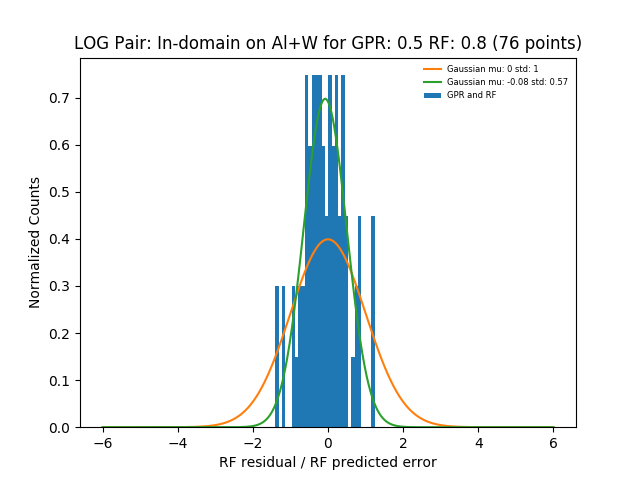 LOG Pair: In-domain on Al+W for GPR: 0.5 RF: 0.8 (76 points)
Gaussian mu: 0 std: 1
Gaussian mu: -0.08 std: 0.57
GPR and RF
Normalized Counts
0.7
0.6
0.5
0.4
0.3
0.2
0.1
0.0
−6 −4 −2 0 2 4 6
RF residual / RF predicted error